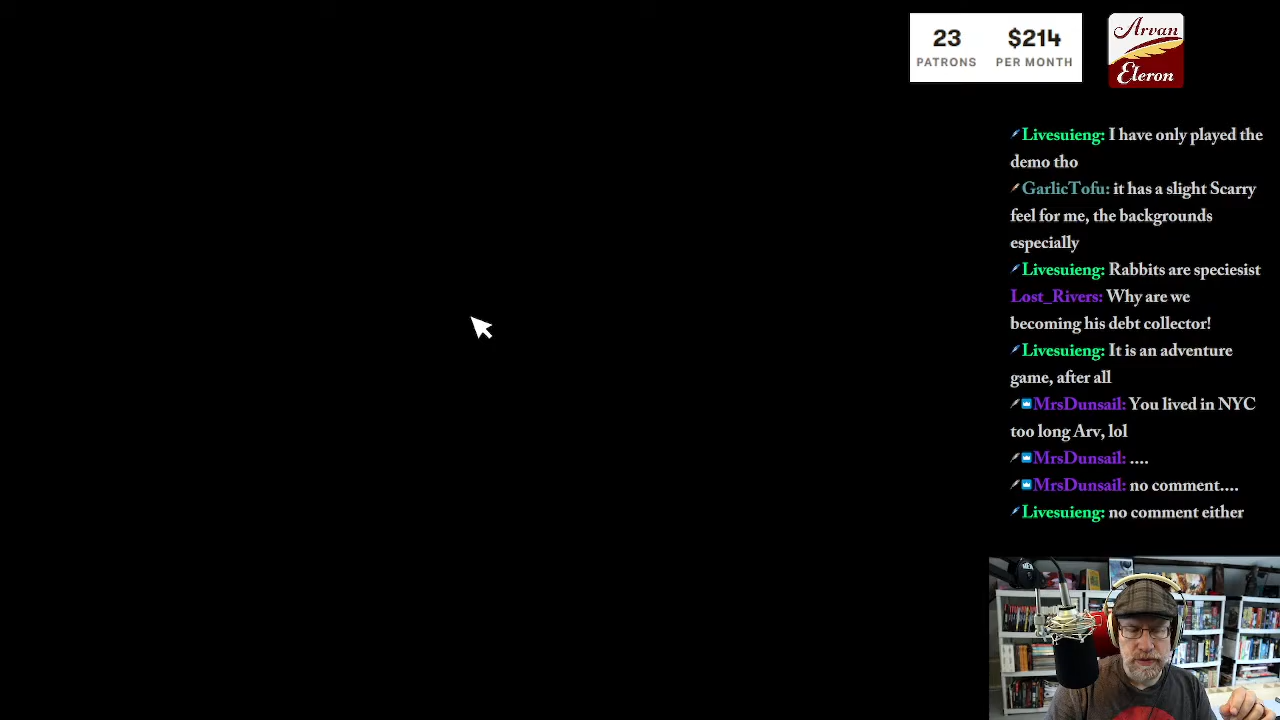 23 $214
PATRONS PER MONTH
Arvan
Eleron
Livesuieng: I have only played the
demo tho
GarlicTofu: it has a slight Scarry
feel for me, the backgrounds
especially
Livesuieng: Rabbits are speciesist
Lost_Rivers: Why are we
becoming his debt collector!
Livesuieng: It is an adventure
game, after all
MrsDunsail: You lived in NYC
too long Arv, lol
MrsDunsail: ....
MrsDunsail: no comment....
Livesuieng: no comment either